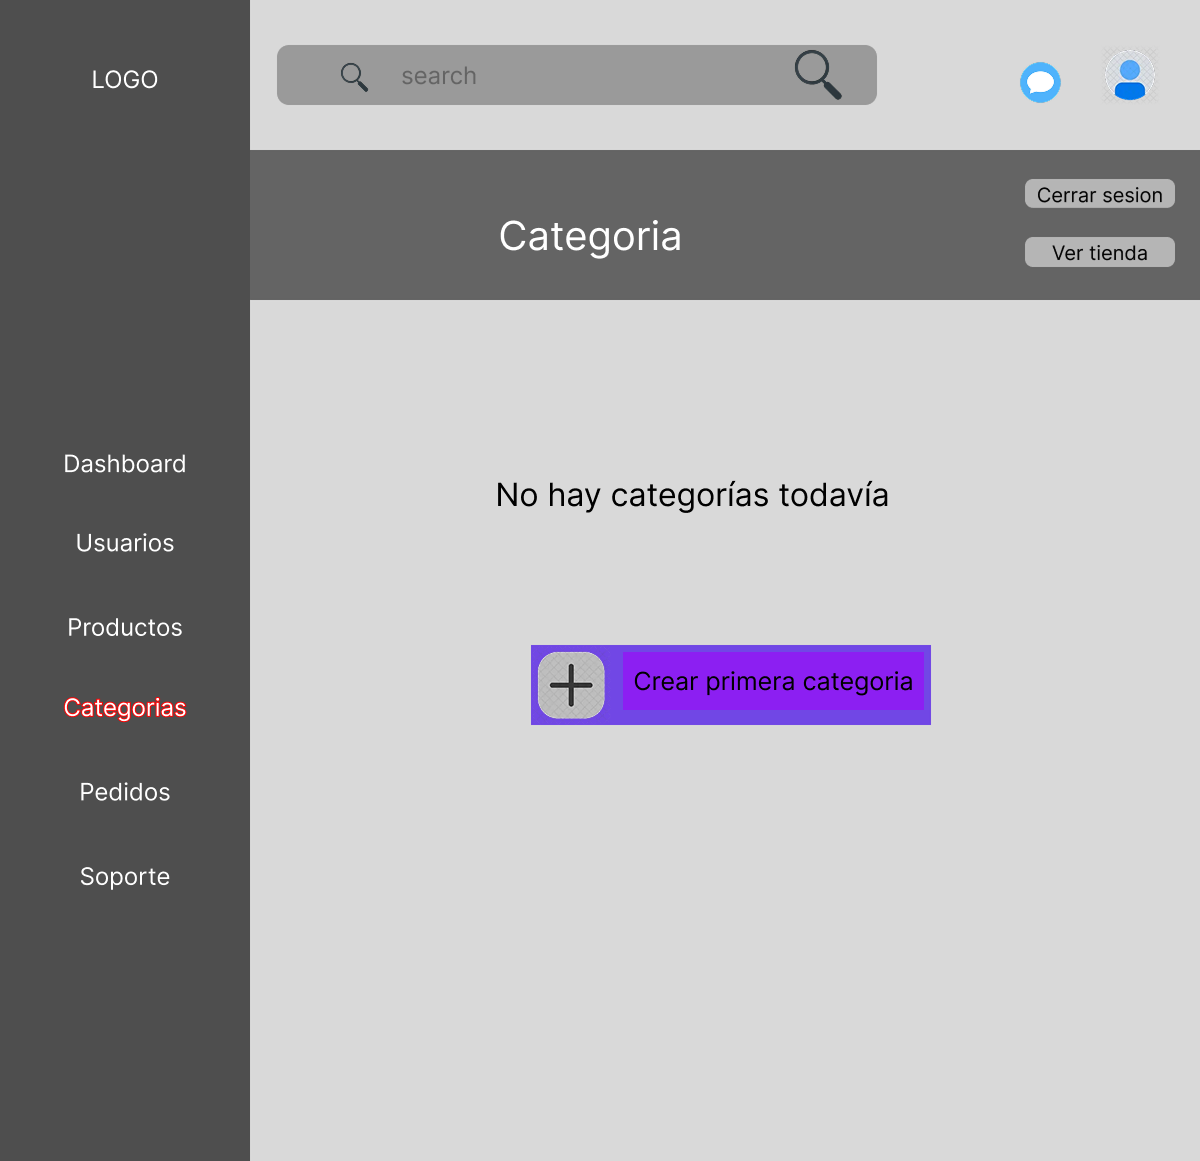 LOGO
search
Cerrar sesion
Categoria
Ver tienda
Dashboard
Usuarios
Productos
Categorias
Pedidos
Soporte
No hay categorías todavía
Crear primera categoria